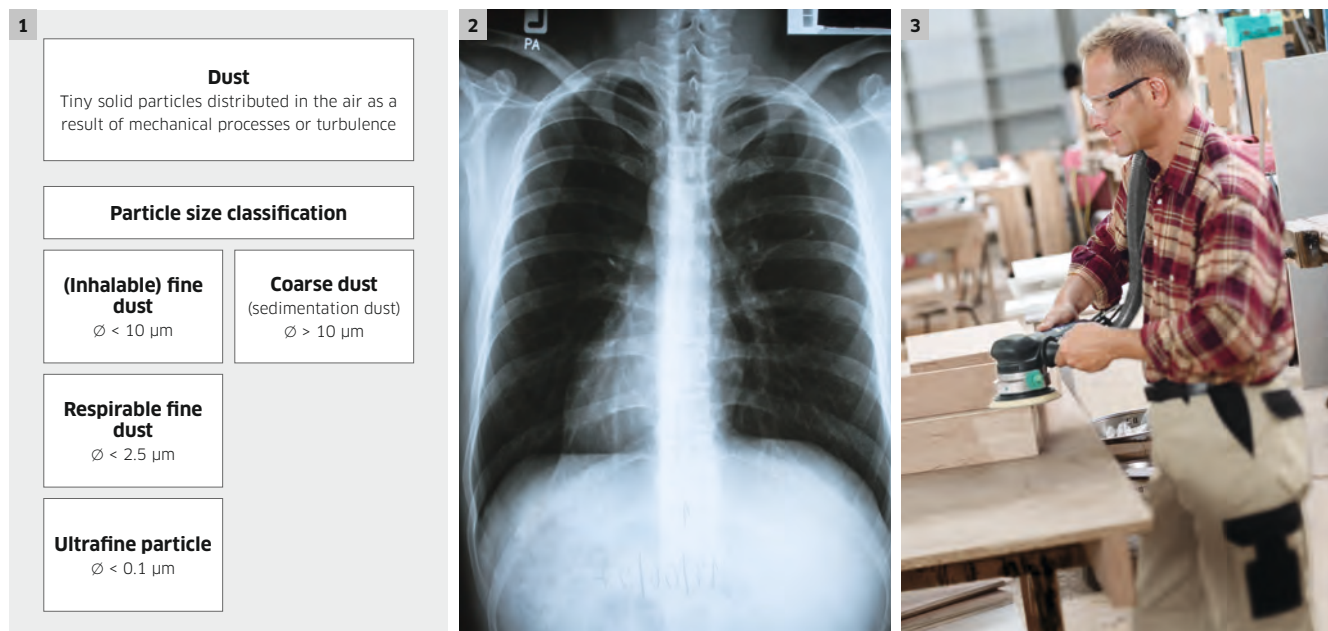 1
Dust
Tiny solid particles distributed in the air as a
result of mechanical processes or turbulence
Particle size classification
(Inhalable) fine
dust
∅ < 10 µm
Coarse dust
(sedimentation dust)
∅ > 10 µm
Respirable fine
dust
∅ < 2.5 µm
Ultrafine particle
∅ < 0.1 µm
2
PA
3